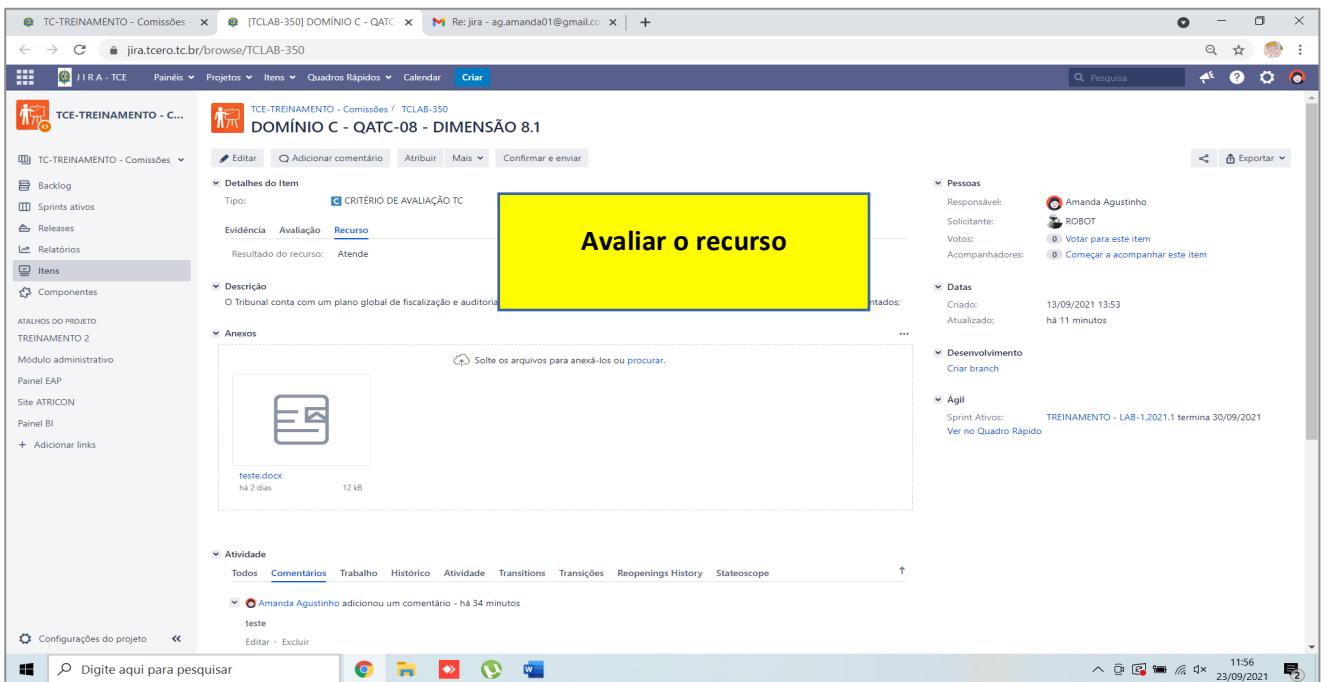 TC-TREINAMENTO - Comissões -
[TCLAB-350] DOMÍNIO C - QATC-
Re: jira - ag.amanda01@gmail.co
jira.tcero.tc.br/browse/TCLAB-350
J I R A - TCE Painéis Projetos Itens Quadros Rápidos Calendar Criar Pesquisa
TCE-TREINAMENTO - C...
TCE-TREINAMENTO - Comissões / TCLAB-350
DOMÍNIO C - QATC-08 - DIMENSÃO 8.1
TC-TREINAMENTO - Comissões
Backlog
Sprints ativos
Releases
Relatórios
Itens
Componentes
ATALHOS DO PROJETO
TREINAMENTO 2
Módulo administrativo
Painel EAP
Site ATRICON
Painel BI
+ Adicionar links
Configurações do projeto
Editar Adicionar comentário Atribuir Mais Confirmar e enviar Exportar
Detalhes do Item
Tipo: C CRITÉRIO DE AVALIAÇÃO TC
Evidência Avaliação Recurso
Resultado do recurso: Atende
Avaliar o recurso
Descrição
O Tribunal conta com um plano global de fiscalização e auditoria ntados;
Anexos
Solte os arquivos para anexá-los ou procurar.
teste.docx
há 2 dias 12 kB
Atividade
Todos Comentários Trabalho Histórico Atividade Transitions Transições Reopenings History Stateoscope
Amanda Agustinho adicionou um comentário - há 34 minutos
teste
Editar · Excluir
Pessoas
Responsável: Amanda Agustinho
Solicitante: ROBOT
Votos: 0 Votar para este item
Acompanhadores: 0 Começar a acompanhar este item
Datas
Criado: 13/09/2021 13:53
Atualizado: há 11 minutos
Desenvolvimento
Criar branch
Ágil
Sprint Ativos: TREINAMENTO - LAB-1.2021.1 termina 30/09/2021
Ver no Quadro Rápido
Digite aqui para pesquisar
11:56
23/09/2021
2